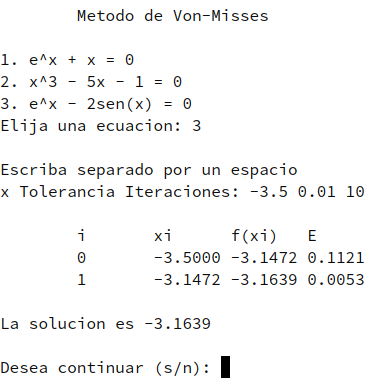 Metodo de Von-Misses
1. e^x + x = 0
2. x^3 - 5x - 1 = 0
3. e^x - 2sen(x) = 0
Elija una ecuacion: 3
Escriba separado por un espacio
x Tolerancia Iteraciones: -3.5 0.01 10
i xi f(xi) E
0 -3.5000 -3.1472 0.1121
1 -3.1472 -3.1639 0.0053
La solucion es -3.1639
Desea continuar (s/n):